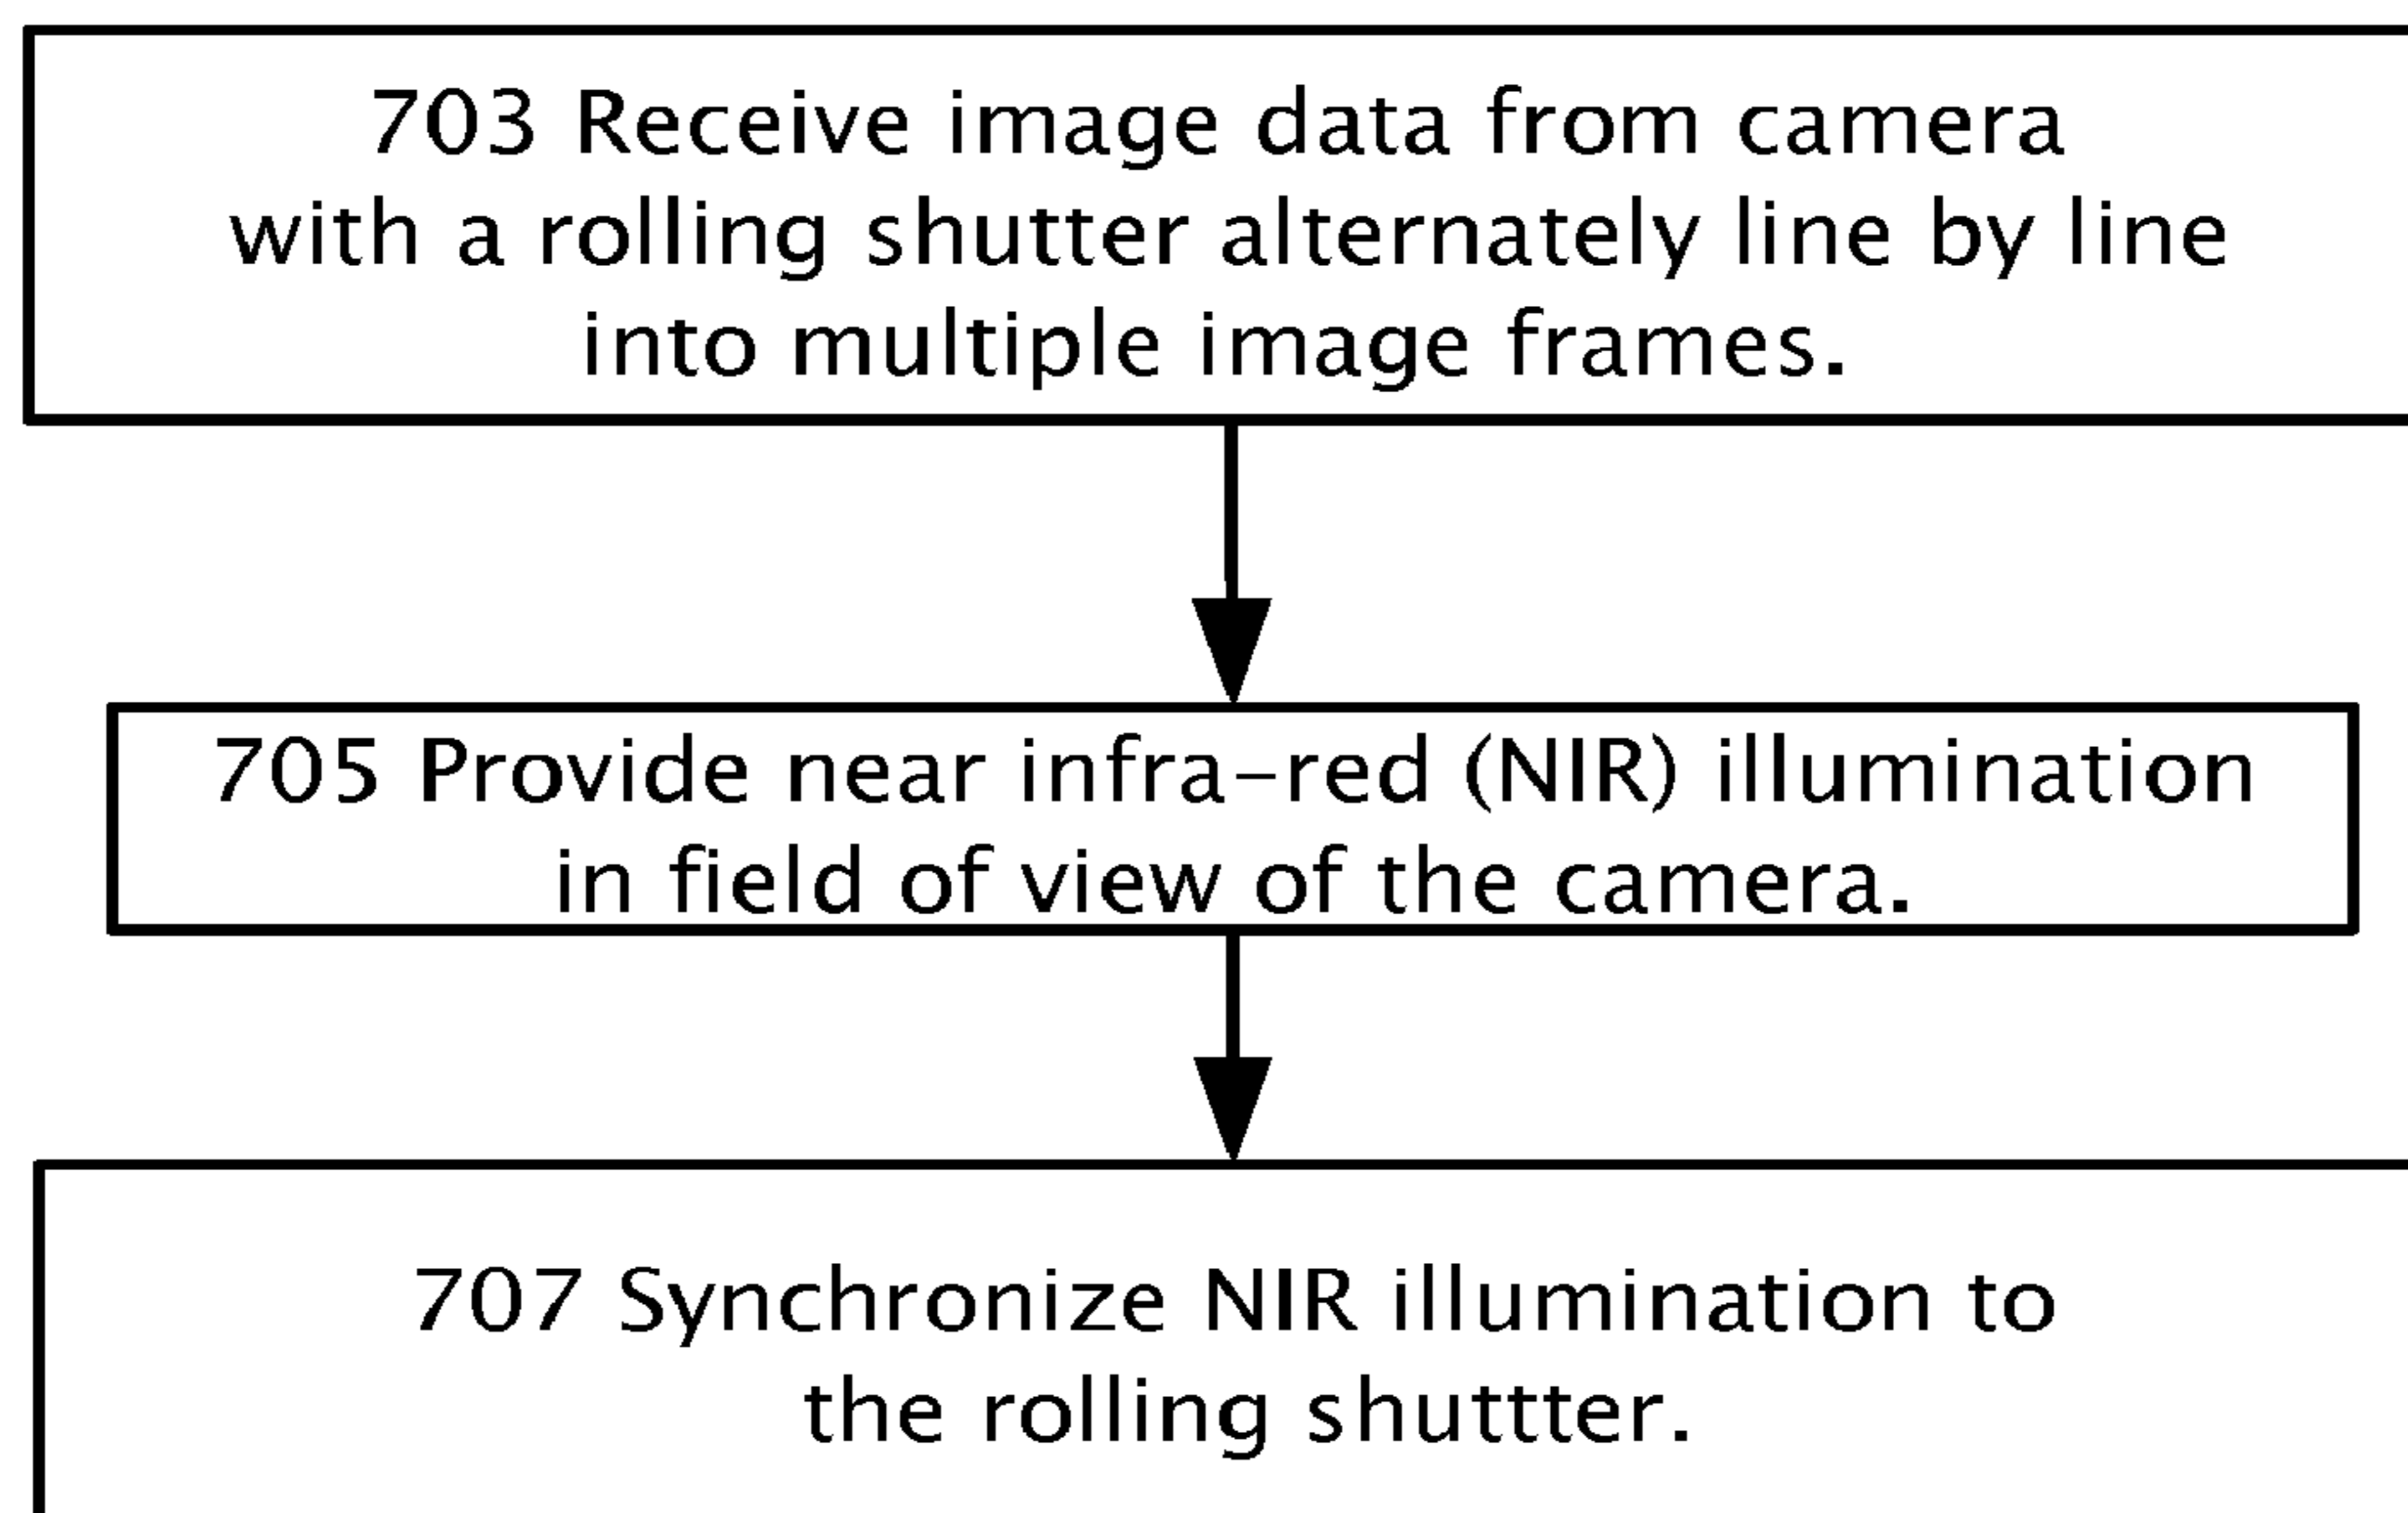 703 Receive image data from camera
with a rolling shutter alternately line by line
into multiple image frames.
705 Provide near infra-red (NIR) illumination
in field of view of the camera.
707 Synchronize NIR illumination to
the rolling shuttter.